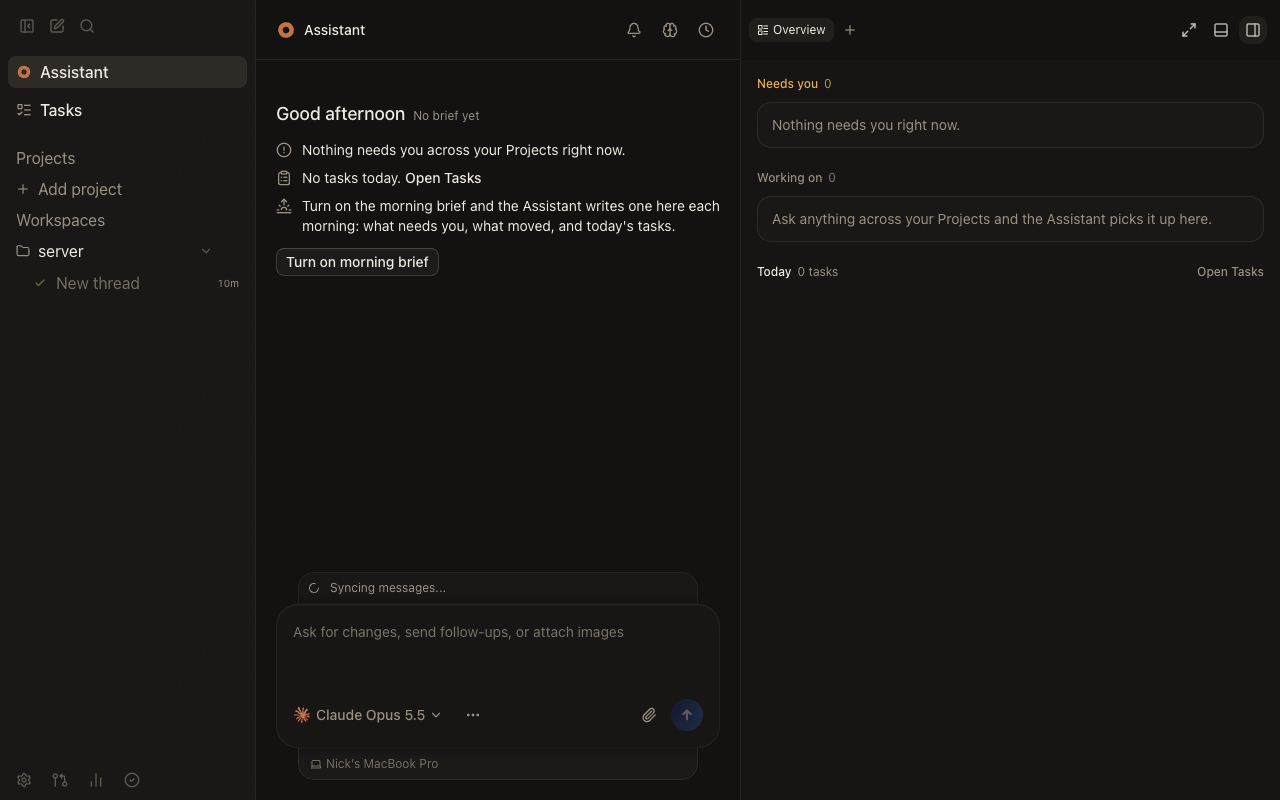 Assistant
Tasks
Projects
Add project
Workspaces
server
New thread
10m
Assistant
Good afternoon No brief yet
Nothing needs you across your Projects right now.
No tasks today. Open Tasks
Turn on the morning brief and the Assistant writes one here each
morning: what needs you, what moved, and today's tasks.
Turn on morning brief
Syncing messages...
Ask for changes, send follow-ups, or attach images
Claude Opus 5.5
Nick's MacBook Pro
Overview
Needs you 0
Nothing needs you right now.
Working on 0
Ask anything across your Projects and the Assistant picks it up here.
Today 0 tasks
Open Tasks